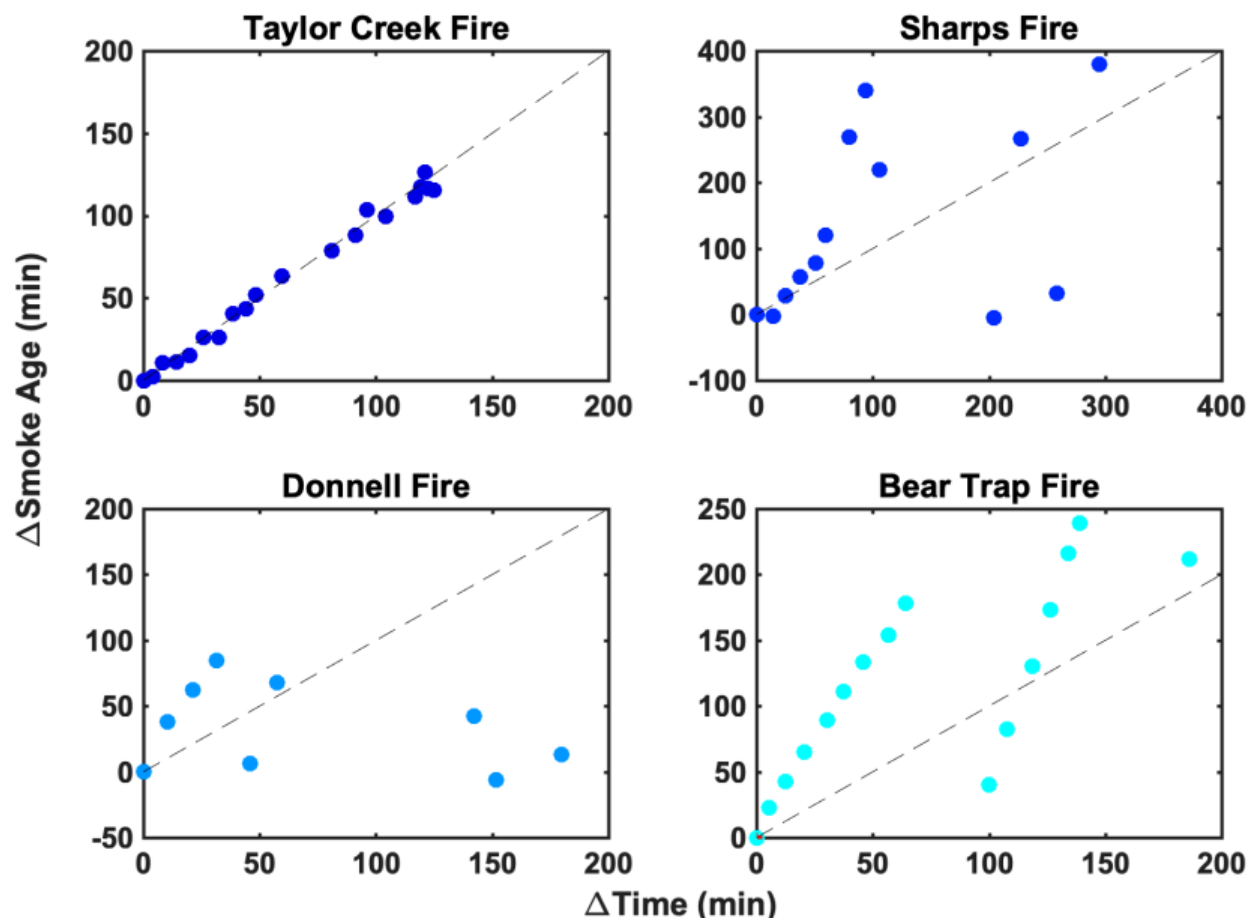 Taylor Creek Fire
200
150
100
50
0
0 50 100 150 200
Sharps Fire
400
300
200
100
0
-100
0 100 200 300 400
ΔSmoke Age (min)
Donnell Fire
200
150
100
50
0
-50
0 50 100 150 200
Bear Trap Fire
250
200
150
100
50
0
0 50 100 150 200
ΔTime (min)